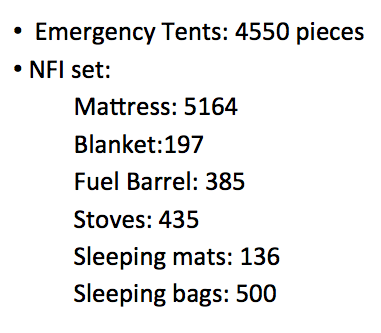 • Emergency Tents: 4550 pieces
• NFI set:
Mattress: 5164
Blanket:197
Fuel Barrel: 385
Stoves: 435
Sleeping mats: 136
Sleeping bags: 500